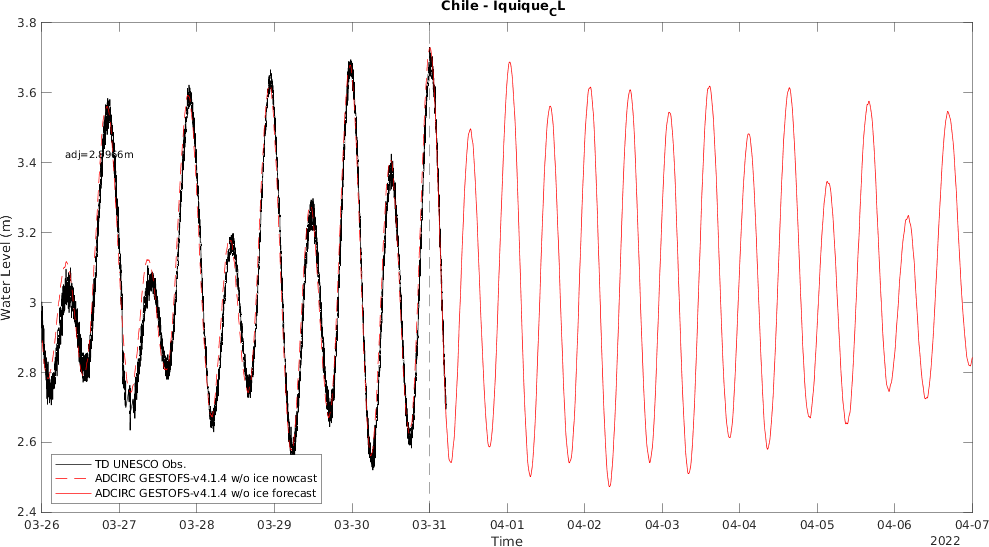 Chile - Iquique_CL
3.8
3.6
3.4
3.2
3
2.8
2.6
2.4
Water Level (m)
adj=2.8966m
TD UNESCO Obs.
ADCIRC GESTOFS-v4.1.4 w/o ice nowcast
ADCIRC GESTOFS-v4.1.4 w/o ice forecast
03-26 03-27 03-28 03-29 03-30 03-31 04-01 04-02 04-03 04-04 04-05 04-06 04-07
Time
2022